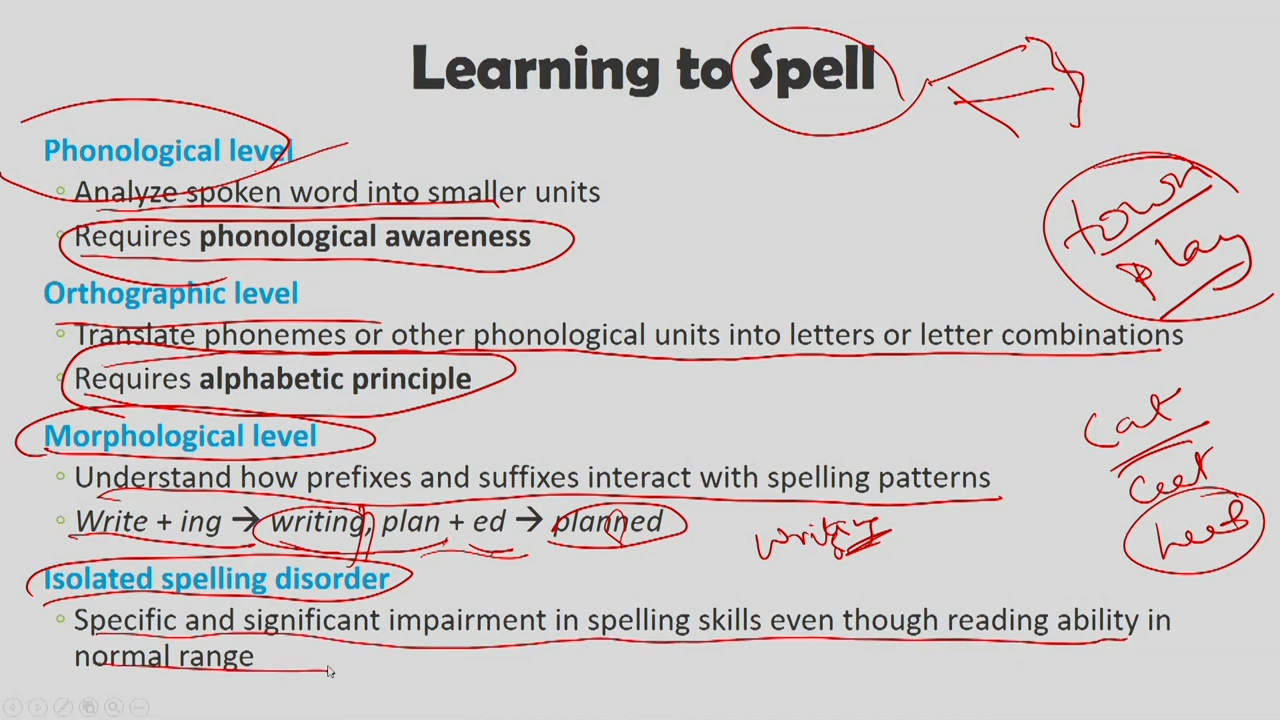 Learning to Spell
Phonological level
Analyze spoken word into smaller units
Requires phonological awareness
town
play
Orthographic level
Translate phonemes or other phonological units into letters or letter combinations
Requires alphabetic principle
cat
Morphological level
Understand how prefixes and suffixes interact with spelling patterns
Write + ing → writing, plan + ed → planned
Isolated spelling disorder
Specific and significant impairment in spelling skills even though reading ability in
normal range